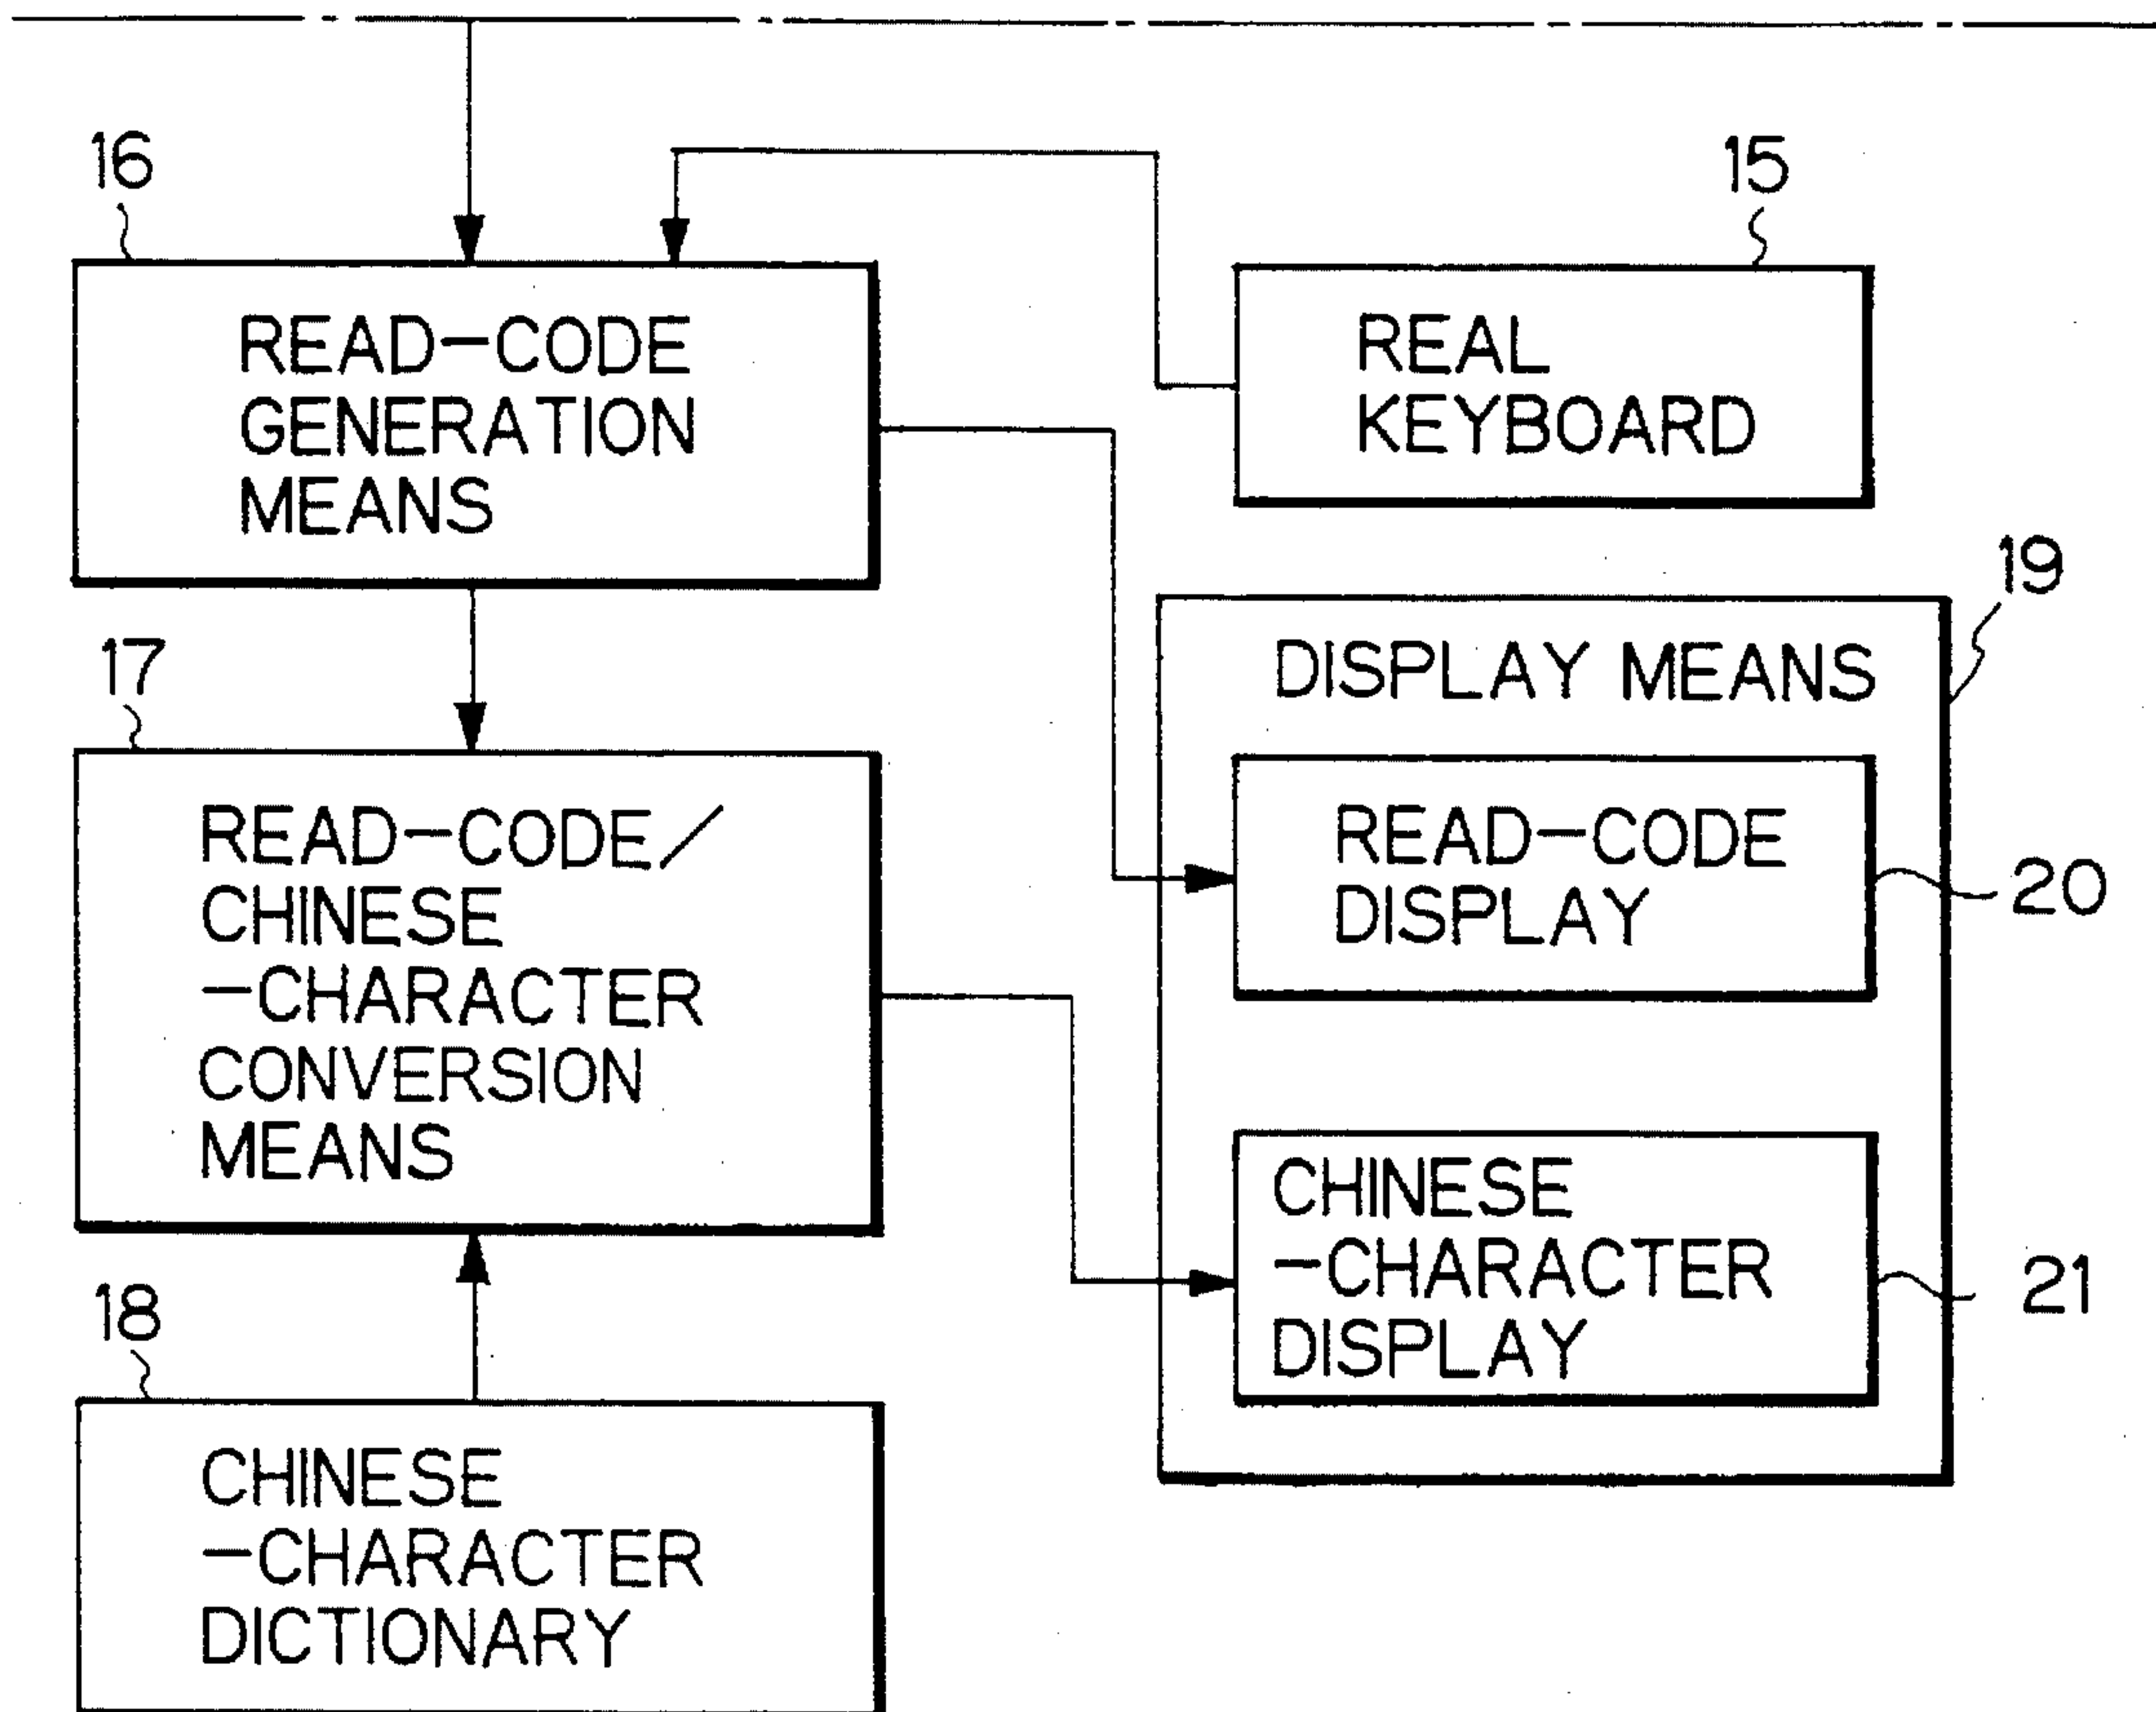 16
READ-CODE
GENERATION
MEANS
15
REAL
KEYBOARD
17
READ-CODE/
CHINESE
-CHARACTER
CONVERSION
MEANS
19
DISPLAY MEANS
READ-CODE
DISPLAY
20
CHINESE
-CHARACTER
DISPLAY
21
18
CHINESE
-CHARACTER
DICTIONARY